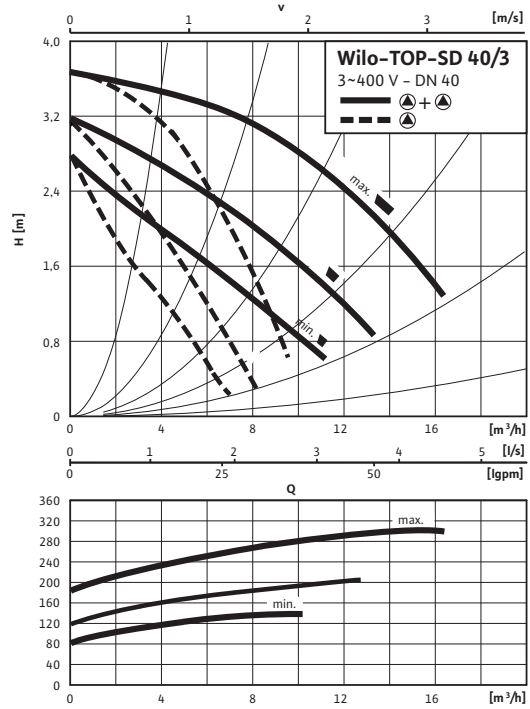 v
0 1 2 3 [m/s]
4,0
3,2
2,4
1,6
0,8
0
H [m]
Wilo-TOP-SD 40/3
3~400 V - DN 40
+
max.
min.
0 4 8 12 16 [m³/h]
0 1 2 3 4 5 [l/s]
0 25 50 [Igpm]
Q
360
320
280
240
200
160
120
80
40
0
max.
min.
0 4 8 12 16 [m³/h]